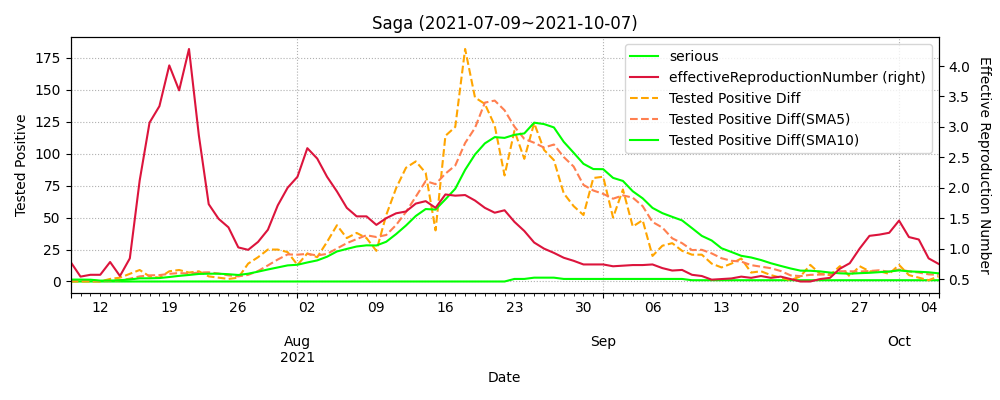 Saga (2021-07-09~2021-10-07)
serious
effectiveReproductionNumber (right)
Tested Positive Diff
Tested Positive Diff(SMA5)
Tested Positive Diff(SMA10)
Tested Positive
175
150
125
100
75
50
25
0
4.0
3.5
3.0
2.5
2.0
1.5
1.0
0.5
Effective Reproduction Number
12 19 26 02 09 16 23 30 06 13 20 27 04
Aug Sep Oct
2021
Date